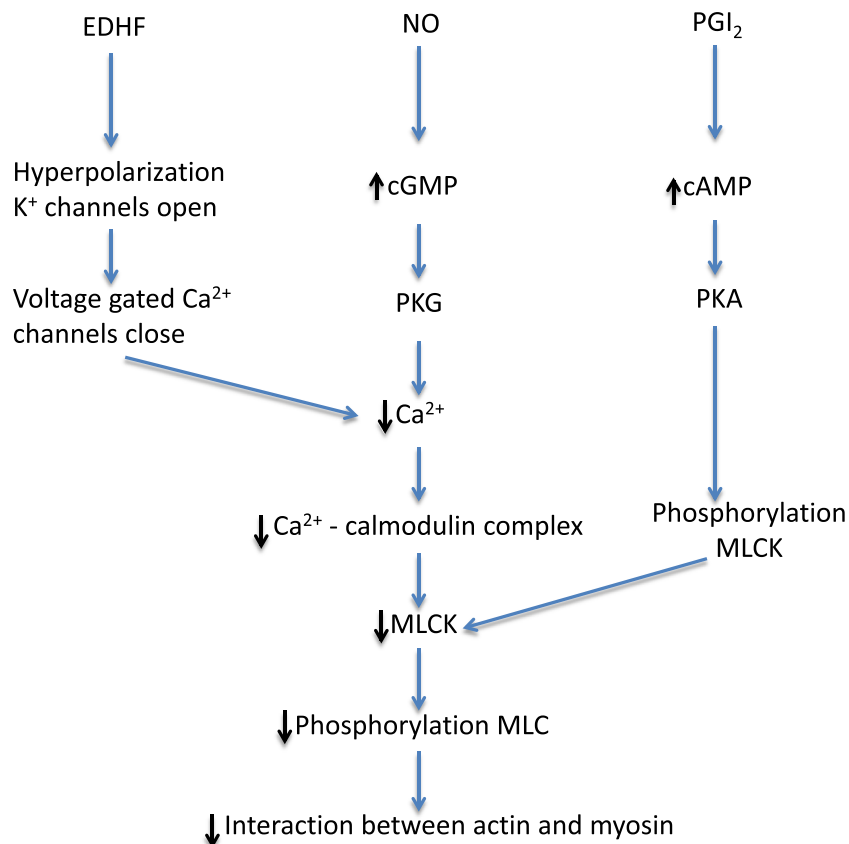 EDHF
NO
PGI₂
Hyperpolarization
K⁺ channels open
↑cGMP
↑cAMP
Voltage gated Ca²⁺
channels close
PKG
PKA
↓Ca²⁺
↓Ca²⁺ - calmodulin complex
Phosphorylation
MLCK
↓MLCK
↓Phosphorylation MLC
↓Interaction between actin and myosin